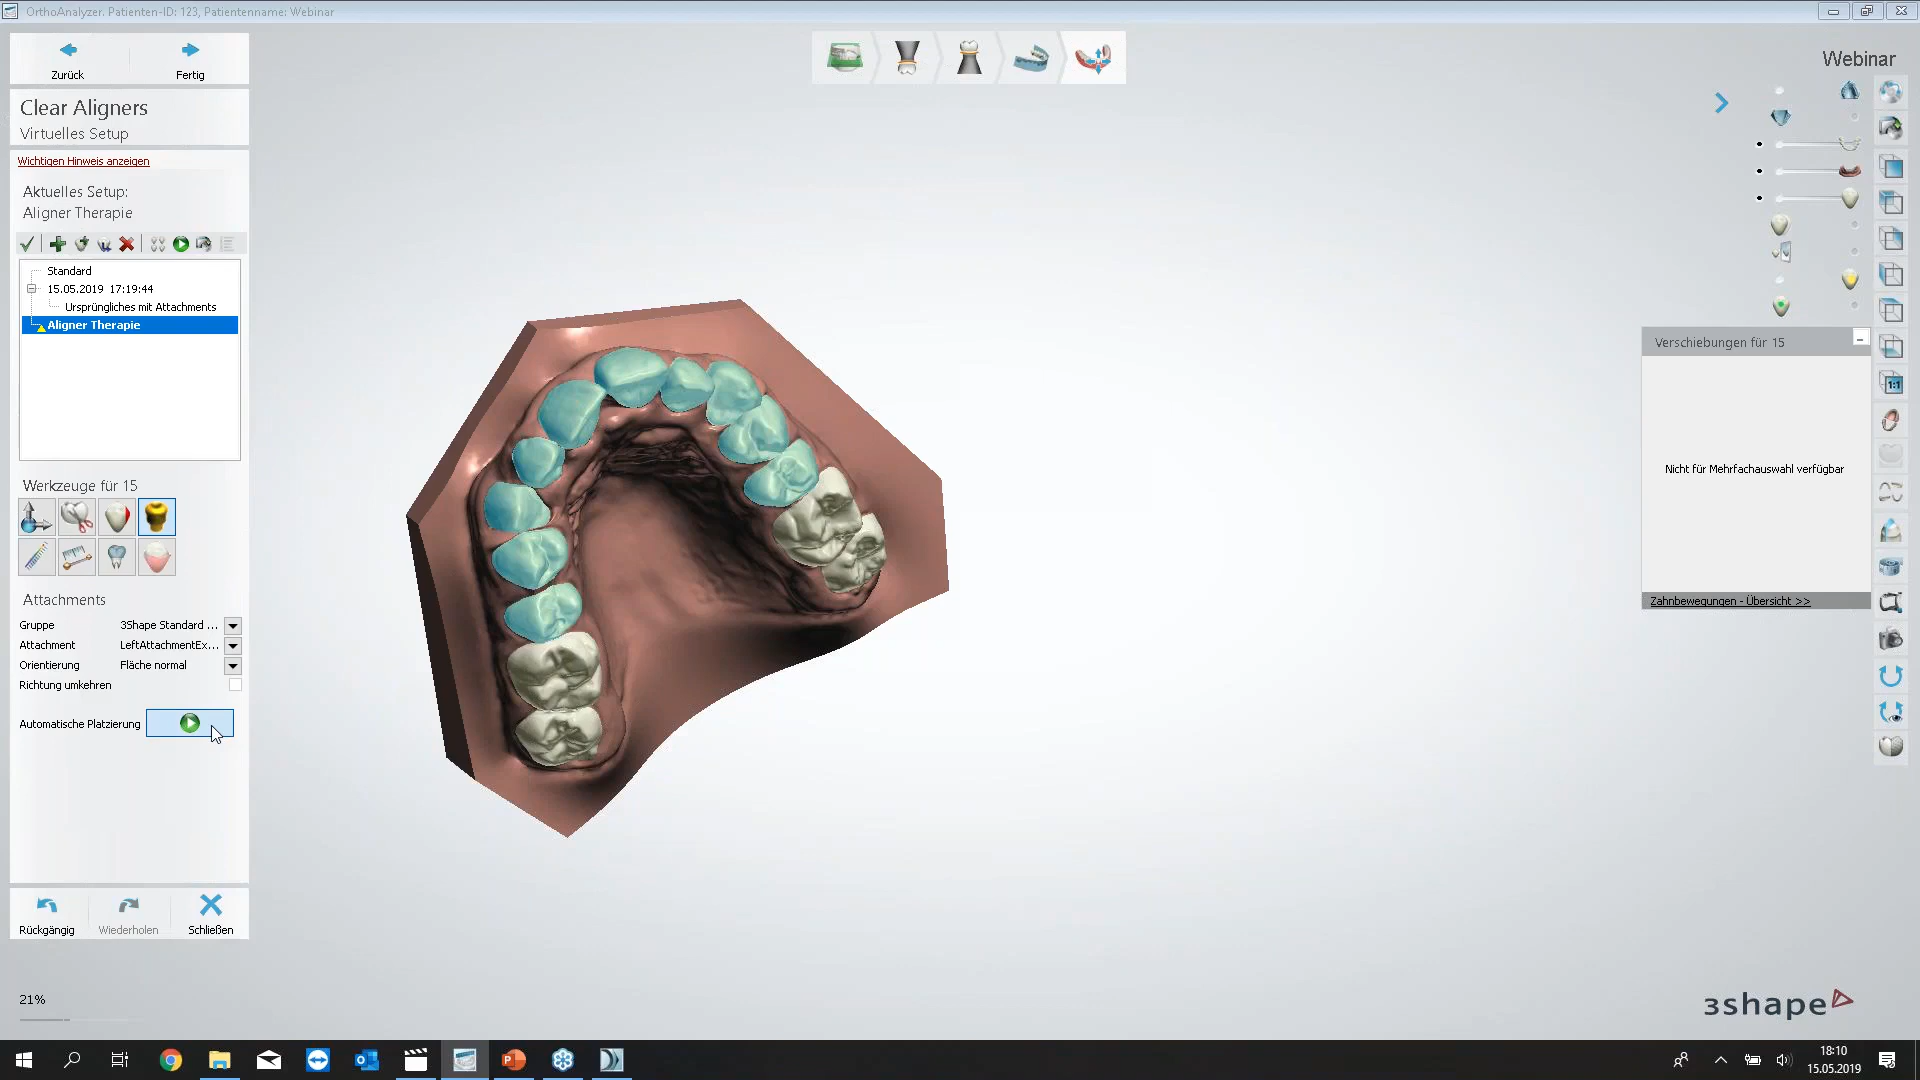 OrthoAnalyzer. Patienten-ID: 123, Patientenname: Webinar
Zurück
Fertig
Webinar
Clear Aligners
Virtuelles Setup
Wichtigen Hinweis anzeigen
Aktuelles Setup:
Aligner Therapie
Standard
15.05.2019 17:19:44
Ursprüngliches mit Attachments
Aligner Therapie
Werkzeuge für 15
Attachments
Gruppe 3Shape Standard ...
Attachment LeftAttachmentEx...
Orientierung Fläche normal
Richtung umkehren
Automatische Platzierung
Rückgängig
Wiederholen
Schließen
21%
1:1
Verschiebungen für 15
Nicht für Mehrfachauswahl verfügbar
Zahnbewegungen - Übersicht >>
3shape
18:10
15.05.2019